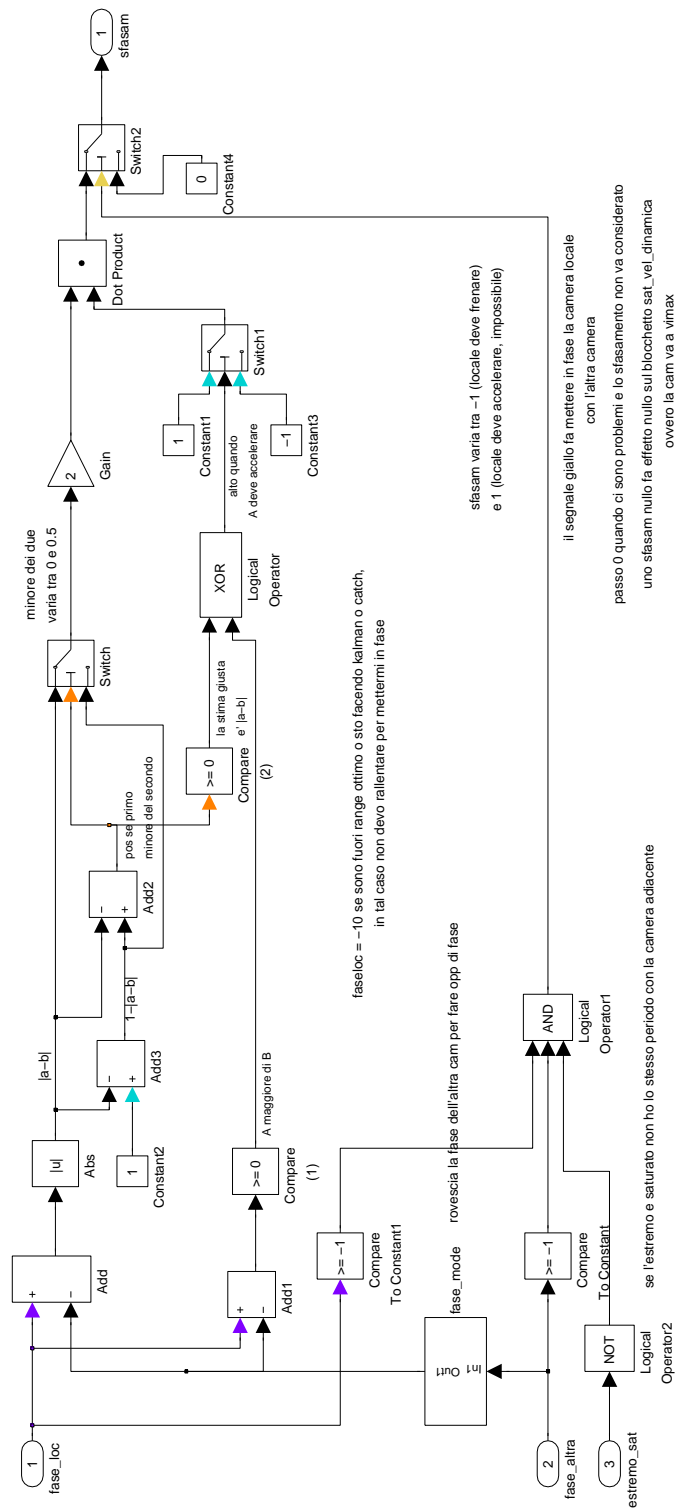 1
fase_loc
2
fase_altra
3
estremo_sat
+
−
Add
|u|
Abs
|a−b|
1
Constant2
−
+
Add3
1−|a−b|
−
+
Add2
pos se primo
minore del secondo
Switch
minore dei due
varia tra 0 e 0.5
2
Gain
Dot Product
Switch2
0
Constant4
1
sfasam
+
−
Add1
>= 0
Compare
(1)
A maggiore di B
>= 0
Compare
(2)
la stima giusta
e' |a−b|
XOR
Logical
Operator
alto quando
A deve accelerare
1
Constant1
−1
Constant3
Switch1
>= −1
Compare
To Constant1
In1 Out1
fase_mode
rovescia la fase dell'altra cam per fare opp di fase
>= −1
Compare
To Constant
NOT
Logical
Operator2
AND
Logical
Operator1
faseloc = −10 se sono fuori range ottimo o sto facendo kalman o catch,
in tal caso non devo rallentare per mettermi in fase
se l'estremo e saturato non ho lo stesso periodo con la camera adiacente
sfasam varia tra −1 (locale deve frenare)
e 1 (locale deve accelerare, impossibile)
il segnale giallo fa mettere in fase la camera locale
con l'altra camera
passo 0 quando ci sono problemi e lo sfasamento non va considerato
uno sfasam nullo fa effetto nullo sul blocchetto sat_vel_dinamica
ovvero la cam va a vimax